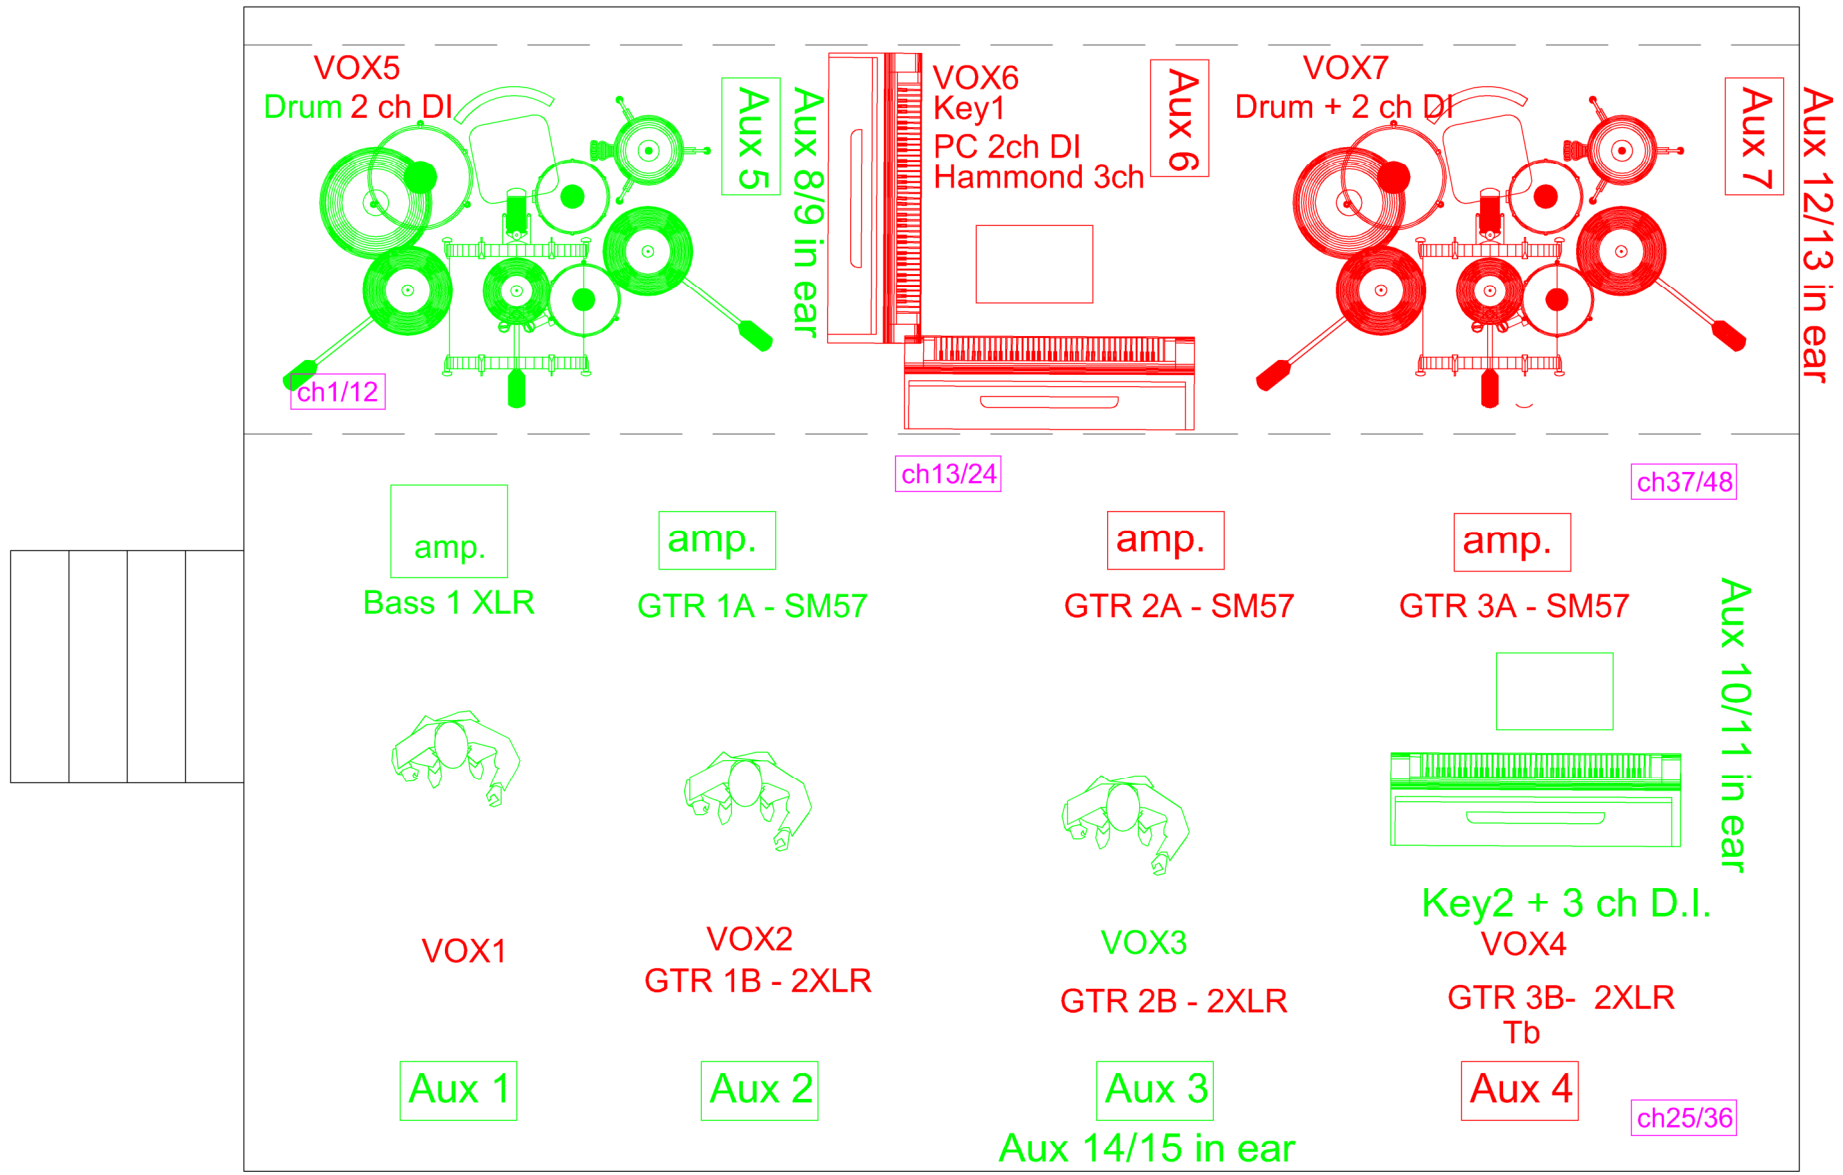 VOX5
Drum 2 ch DI
Aux 5
Aux 8/9 in ear
VOX6
Key1
PC 2ch DI
Hammond 3ch
Aux 6
VOX7
Drum + 2 ch DI
Aux 7
Aux 12/13 in ear
ch1/12
ch13/24
ch37/48
amp.
Bass 1 XLR
amp.
GTR 1A - SM57
amp.
GTR 2A - SM57
amp.
GTR 3A - SM57
Aux 10/11 in ear
Key2 + 3 ch D.I.
VOX1
VOX2
GTR 1B - 2XLR
VOX3
GTR 2B - 2XLR
VOX4
GTR 3B- 2XLR
Tb
Aux 1
Aux 2
Aux 3
Aux 4
ch25/36
Aux 14/15 in ear